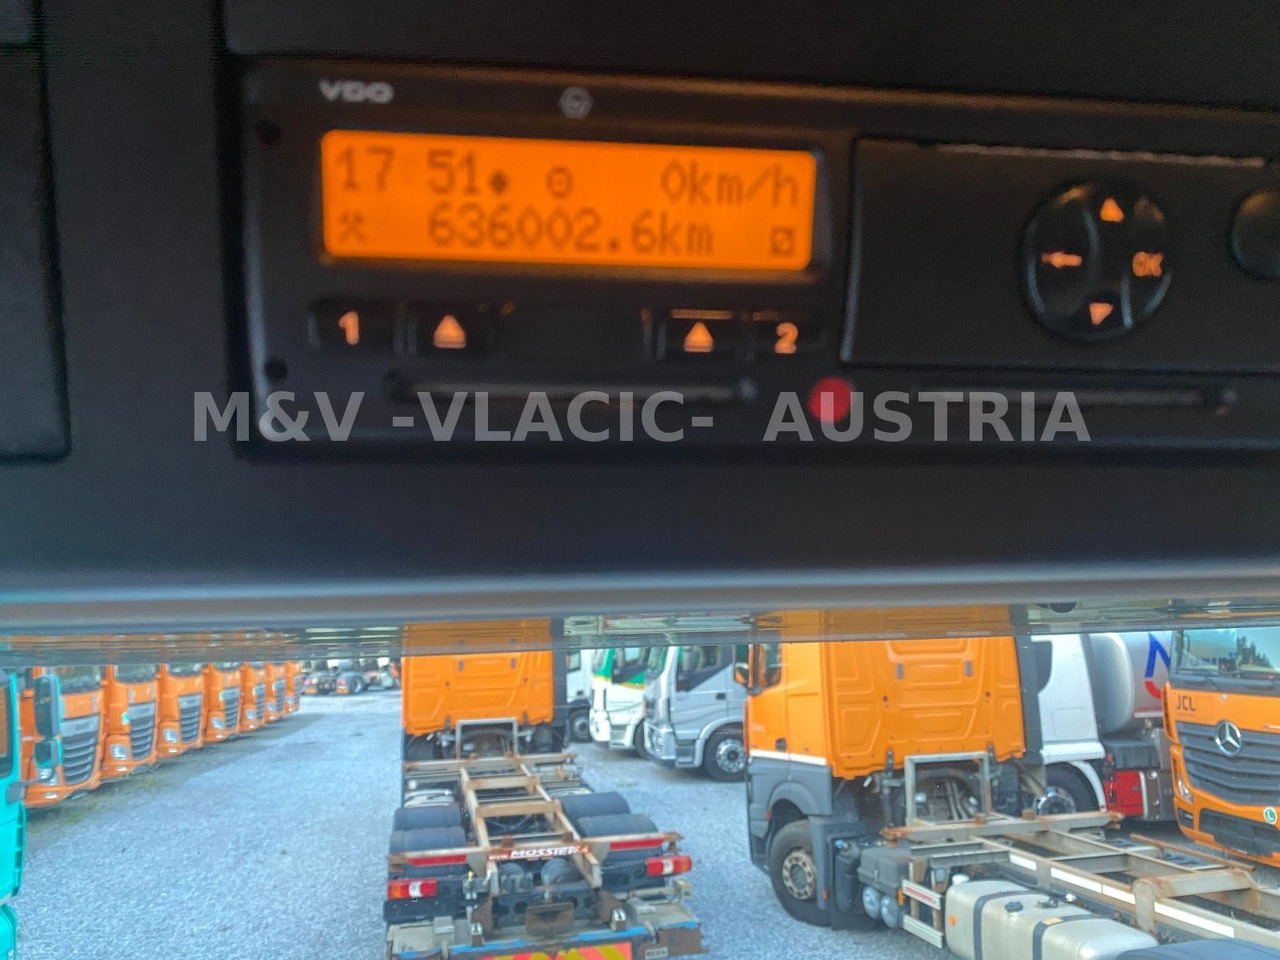 VDO
17 51 0km/h
636002.6km
1 2
OK
M&V -VLACIC- AUSTRIA
JCL
MOSSIER